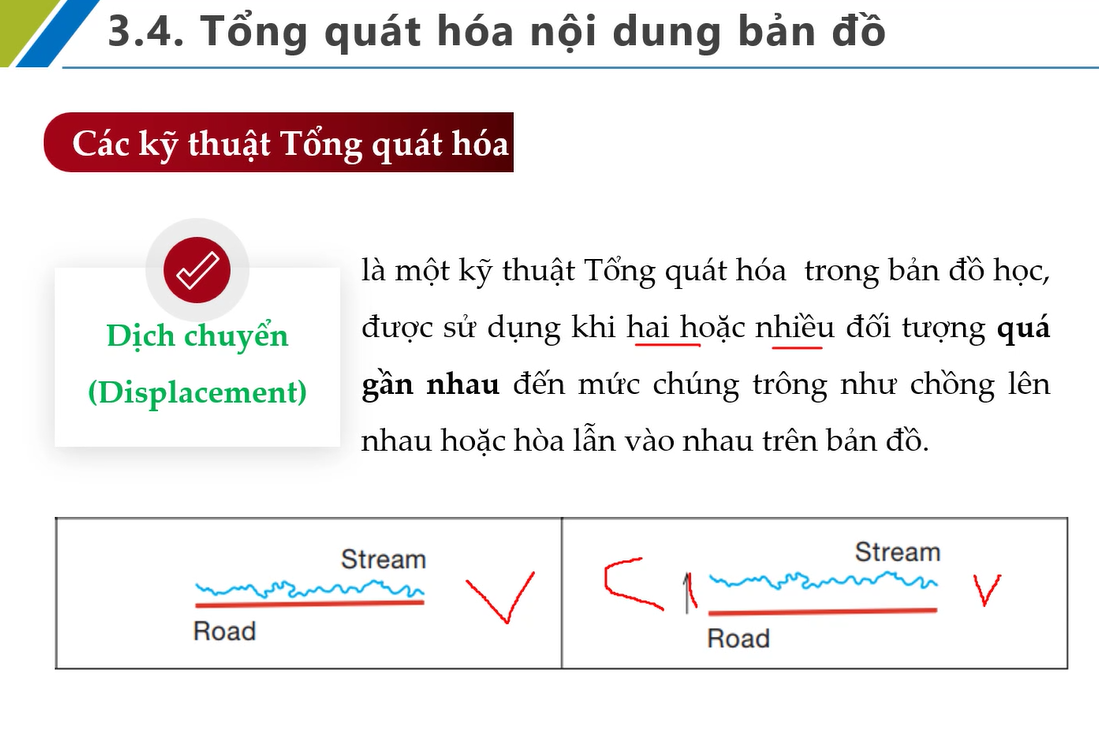 3.4. Tổng quát hóa nội dung bản đồ
Các kỹ thuật Tổng quát hóa
Dịch chuyển
(Displacement)
là một kỹ thuật Tổng quát hóa trong bản đồ học,
được sử dụng khi hai hoặc nhiều đối tượng quá
gần nhau đến mức chúng trông như chồng lên
nhau hoặc hòa lẫn vào nhau trên bản đồ.
Stream
Road
Stream
Road